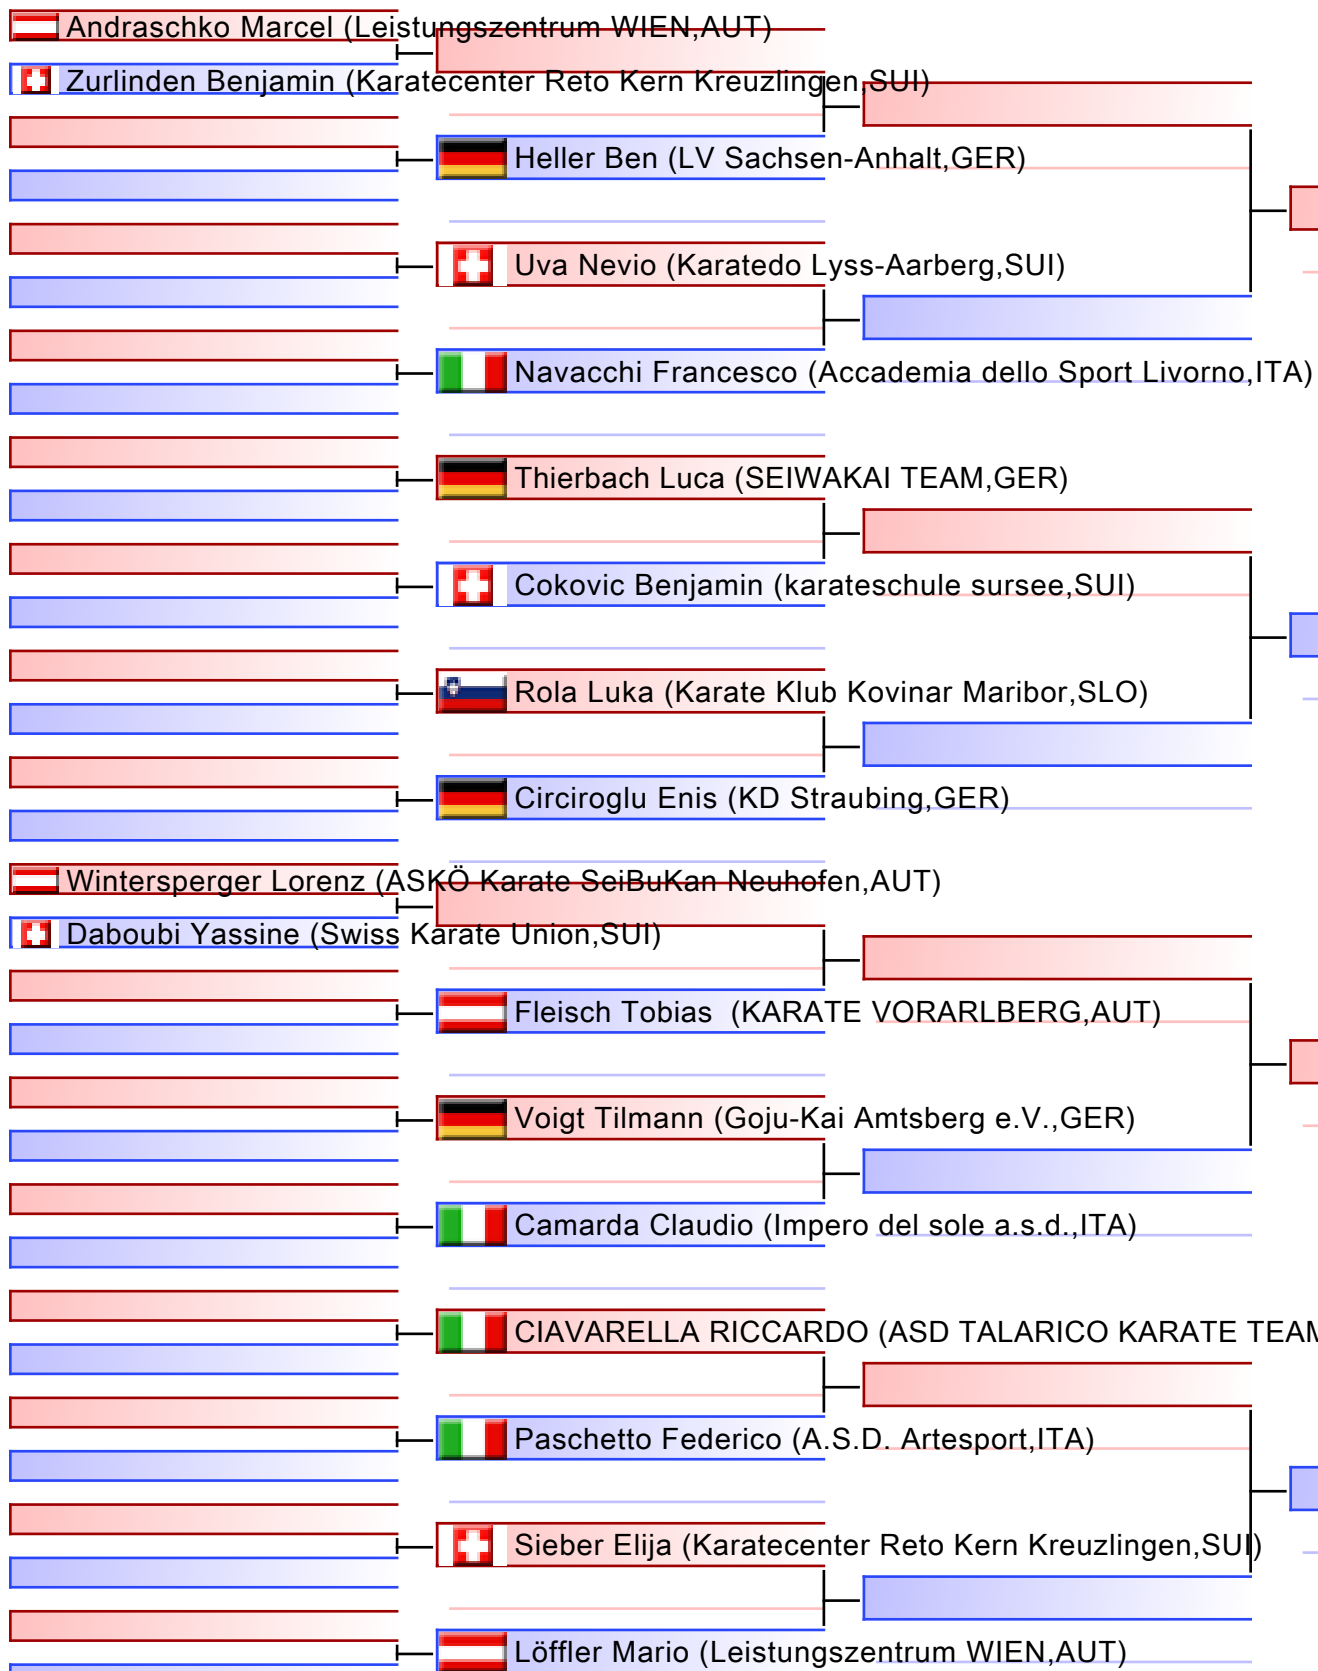 Andraschko Marcel (Leistungszentrum WIEN,AUT)
Zurlinden Benjamin (Karatecenter Reto Kern Kreuzlingen,SUI)
Heller Ben (LV Sachsen-Anhalt,GER)
Uva Nevio (Karatedo Lyss-Aarberg,SUI)
Navacchi Francesco (Accademia dello Sport Livorno,ITA)
Thierbach Luca (SEIWAKAI TEAM,GER)
Cokovic Benjamin (karateschule sursee,SUI)
Rola Luka (Karate Klub Kovinar Maribor,SLO)
Circiroglu Enis (KD Straubing,GER)
Wintersperger Lorenz (ASKÖ Karate SeiBuKan Neuhofen,AUT)
Daboubi Yassine (Swiss Karate Union,SUI)
Fleisch Tobias  (KARATE VORARLBERG,AUT)
Voigt Tilmann (Goju-Kai Amtsberg e.V.,GER)
Camarda Claudio (Impero del sole a.s.d.,ITA)
CIAVARELLA RICCARDO (ASD TALARICO KARATE TEAM
Paschetto Federico (A.S.D. Artesport,ITA)
Sieber Elija (Karatecenter Reto Kern Kreuzlingen,SUI)
Löffler Mario (Leistungszentrum WIEN,AUT)